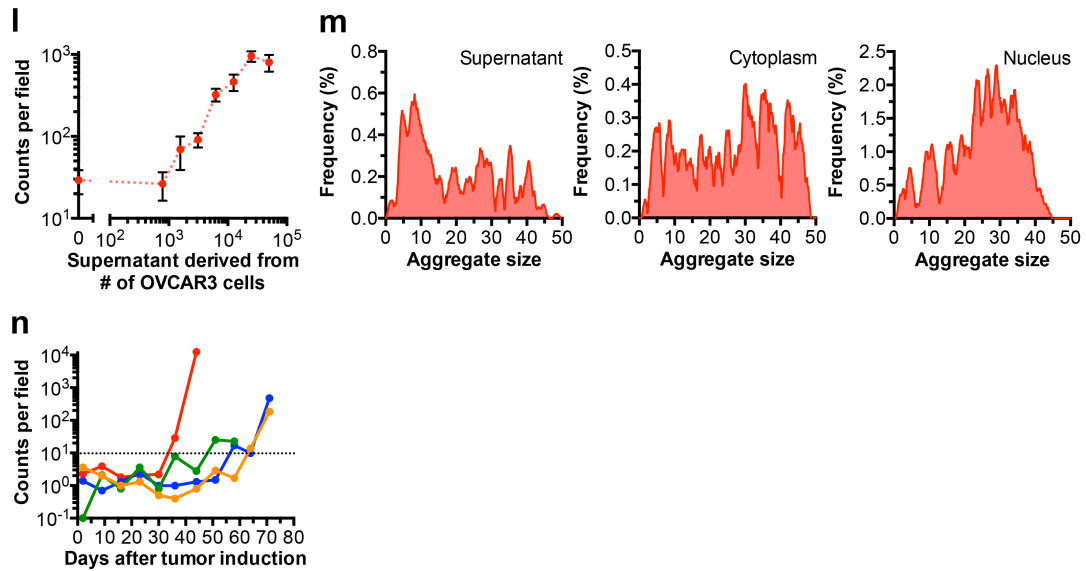 l
Counts per field
10³
10²
10¹
0 10² 10³ 10⁴ 10⁵
Supernatant derived from
# of OVCAR3 cells
m
Supernatant
Frequency (%)
0.8
0.6
0.4
0.2
0.0
0 10 20 30 40 50
Aggregate size
Cytoplasm
Frequency (%)
0.5
0.4
0.3
0.2
0.1
0.0
0 10 20 30 40 50
Aggregate size
Nucleus
Frequency (%)
2.5
2.0
1.5
1.0
0.5
0.0
0 10 20 30 40 50
Aggregate size
n
Counts per field
10⁴
10³
10²
10¹
10⁰
10⁻¹
0 10 20 30 40 50 60 70 80
Days after tumor induction